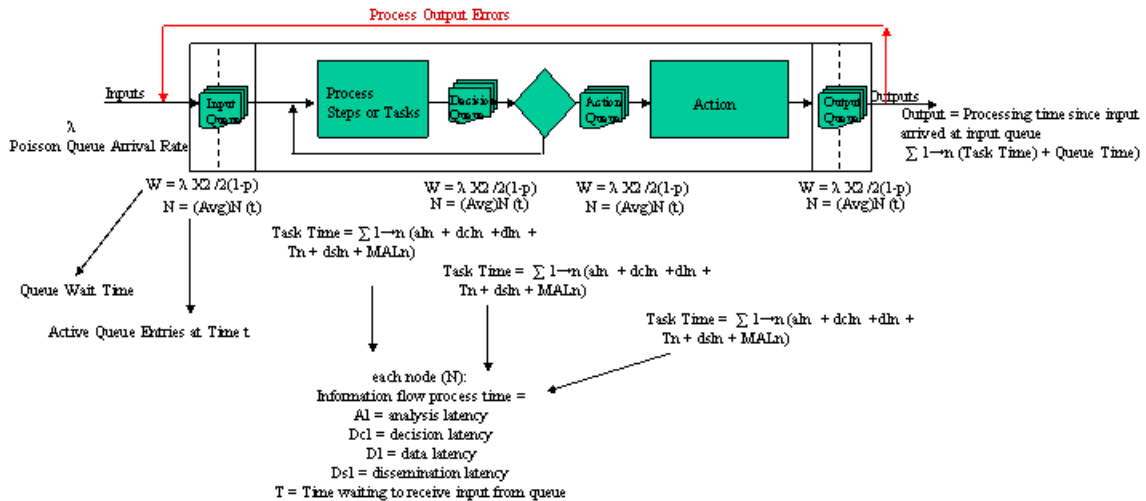 Process Output Errors
Inputs
Input
Queue
Process
Steps or Tasks
Decision
Queue
Action
Queue
Action
Output
Queue
Outputs
λ
Poisson Queue Arrival Rate
Output = Processing time since input
arrived at input queue
∑ 1→n (Task Time) + Queue Time)
W = λ X2 /2(1-p)
N = (Avg)N (t)
W = λ X2 /2(1-p)
N = (Avg)N (t)
W = λ X2 /2(1-p)
N = (Avg)N (t)
W = λ X2 /2(1-p)
N = (Avg)N (t)
Task Time = ∑ 1→n (aln + dcln +dln +
Tn + dsln + MALn)
Task Time = ∑ 1→n (aln + dcln +dln +
Tn + dsln + MALn)
Task Time = ∑ 1→n (aln + dcln +dln +
Tn + dsln + MALn)
Queue Wait Time
Active Queue Entries at Time t
each node (N):
Information flow process time =
Al = analysis latency
Dcl = decision latency
Dl = data latency
Dsl = dissemination latency
T = Time waiting to receive input from queue